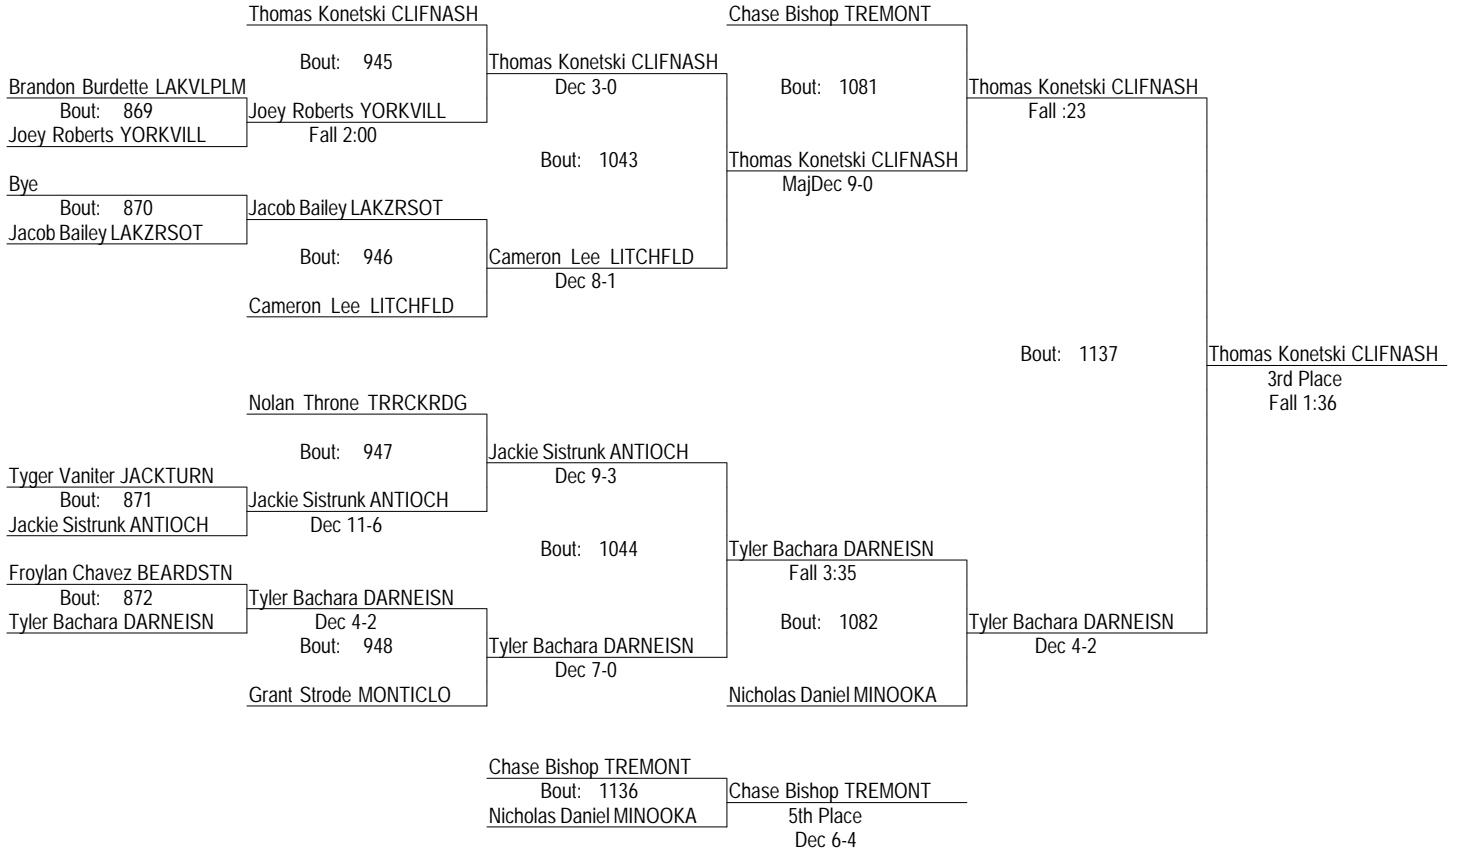 Thomas Konetski CLIFNASH
Chase Bishop TREMONT
Bout: 945
Thomas Konetski CLIFNASH
Brandon Burdette LAKVLPLM
Dec 3-0
Bout: 1081
Thomas Konetski CLIFNASH
Bout: 869
Joey Roberts YORKVILL
Fall :23
Joey Roberts YORKVILL
Fall 2:00
Bout: 1043
Thomas Konetski CLIFNASH
Bye
MajDec 9-0
Bout: 870
Jacob Bailey LAKZRSOT
Jacob Bailey LAKZRSOT
Bout: 946
Cameron Lee LITCHFLD
Dec 8-1
Cameron Lee LITCHFLD
Bout: 1137
Thomas Konetski CLIFNASH
3rd Place
Fall 1:36
Nolan Throne TRRCKRDG
Bout: 947
Jackie Sistrunk ANTIOCH
Tyger Vaniter JACKTURN
Dec 9-3
Bout: 871
Jackie Sistrunk ANTIOCH
Jackie Sistrunk ANTIOCH
Dec 11-6
Bout: 1044
Tyler Bachara DARNEISN
Froylan Chavez BEARDSTN
Fall 3:35
Bout: 872
Tyler Bachara DARNEISN
Tyler Bachara DARNEISN
Dec 4-2
Bout: 1082
Tyler Bachara DARNEISN
Bout: 948
Tyler Bachara DARNEISN
Dec 4-2
Dec 7-0
Grant Strode MONTICLO
Nicholas Daniel MINOOKA
Chase Bishop TREMONT
Bout: 1136
Chase Bishop TREMONT
Nicholas Daniel MINOOKA
5th Place
Dec 6-4